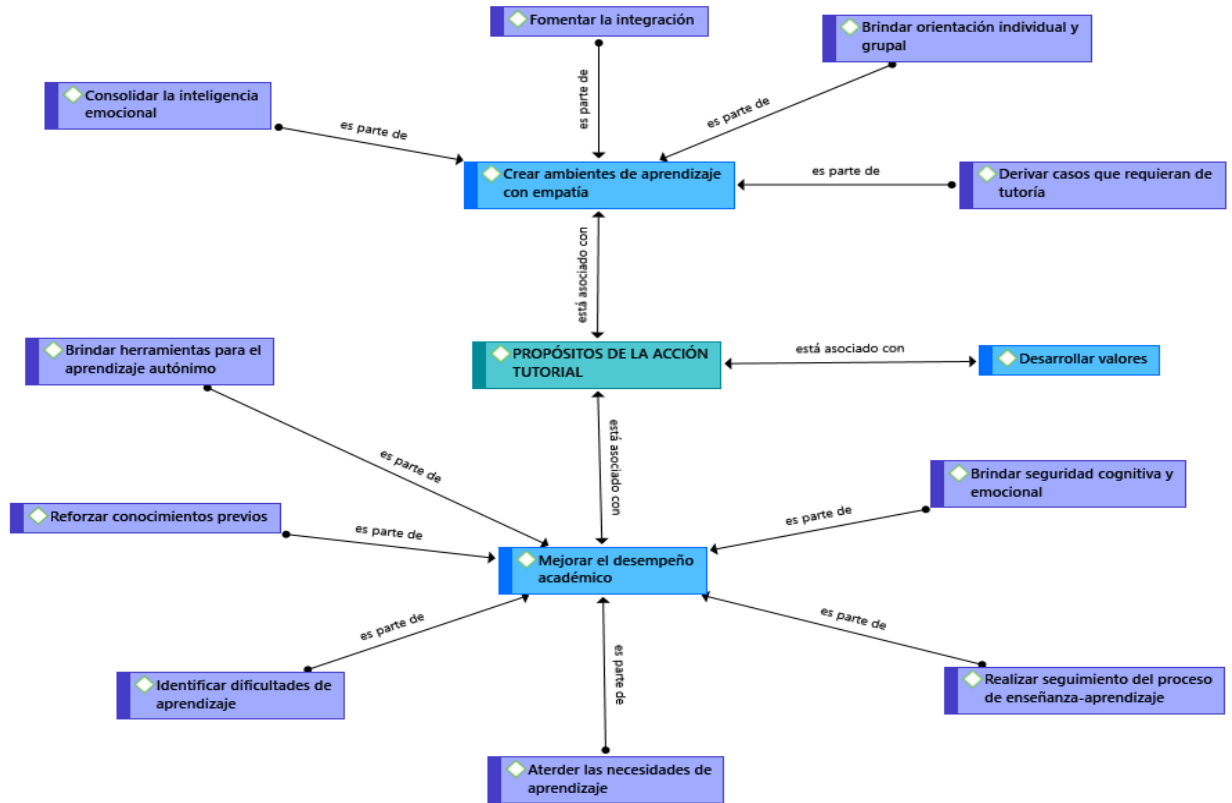 Fomentar la integración
Brindar orientación individual y
grupal
Consolidar la inteligencia
emocional
es parte de
es parte de
es parte de
Crear ambientes de aprendizaje
con empatía
es parte de
Derivar casos que requieran de
tutoría
está asociado con
Brindar herramientas para el
aprendizaje autónimo
PROPÓSITOS DE LA ACCIÓN
TUTORIAL
está asociado con
Desarrollar valores
está asociado con
es parte de
Brindar seguridad cognitiva y
emocional
Reforzar conocimientos previos
es parte de
es parte de
Mejorar el desempeño
académico
es parte de
es parte de
es parte de
Identificar dificultades de
aprendizaje
Realizar seguimiento del proceso
de enseñanza-aprendizaje
Aterder las necesidades de
aprendizaje